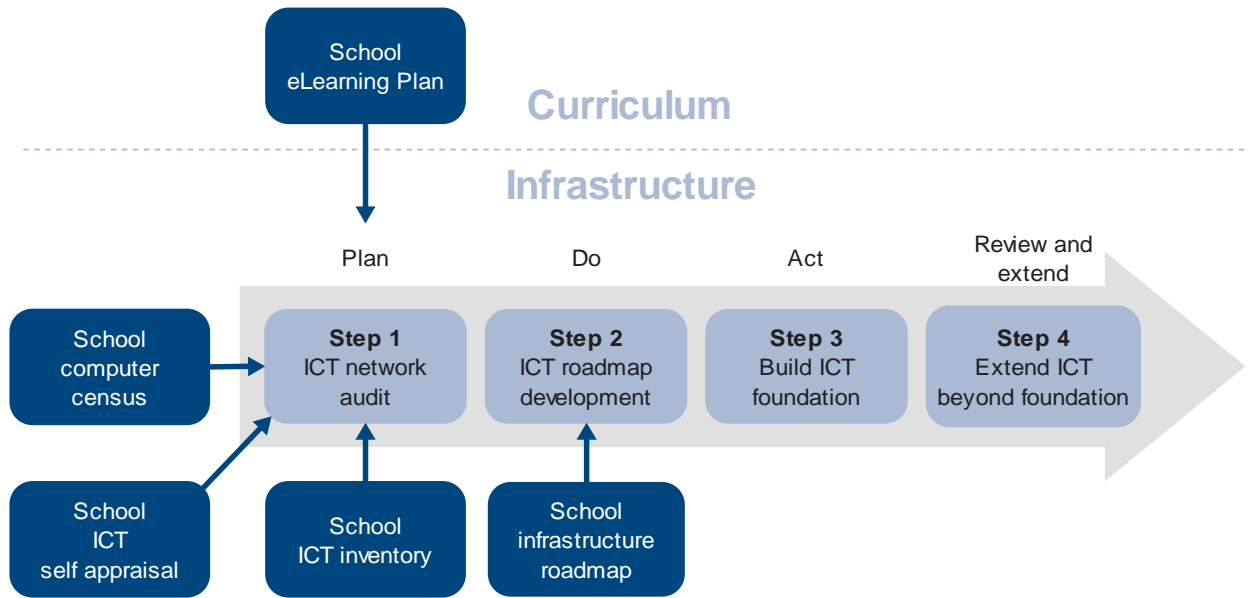 School
eLearning Plan
Curriculum
Infrastructure
Plan
Do
Act
Review and
extend
School
computer
census
Step 1
ICT network
audit
Step 2
ICT roadmap
development
Step 3
Build ICT
foundation
Step 4
Extend ICT
beyond foundation
School
ICT
self appraisal
School
ICT inventory
School
infrastructure
roadmap